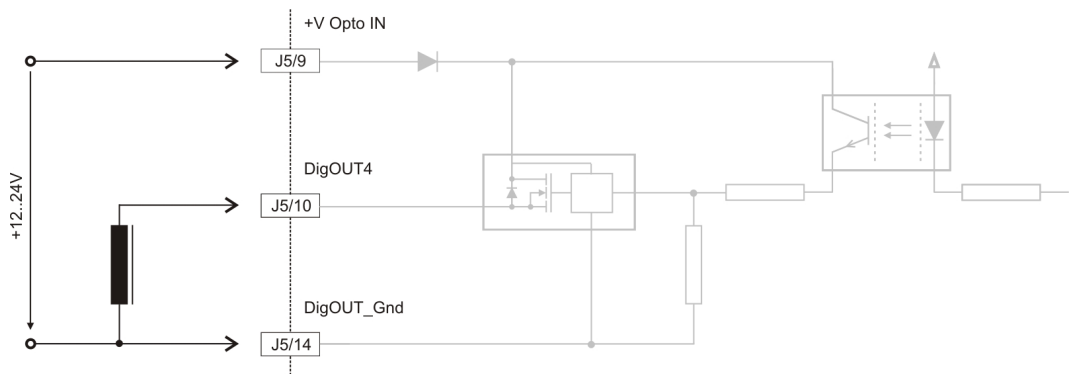 +V Opto IN
J5/9
DigOUT4
J5/10
+12..24V
DigOUT_Gnd
J5/14